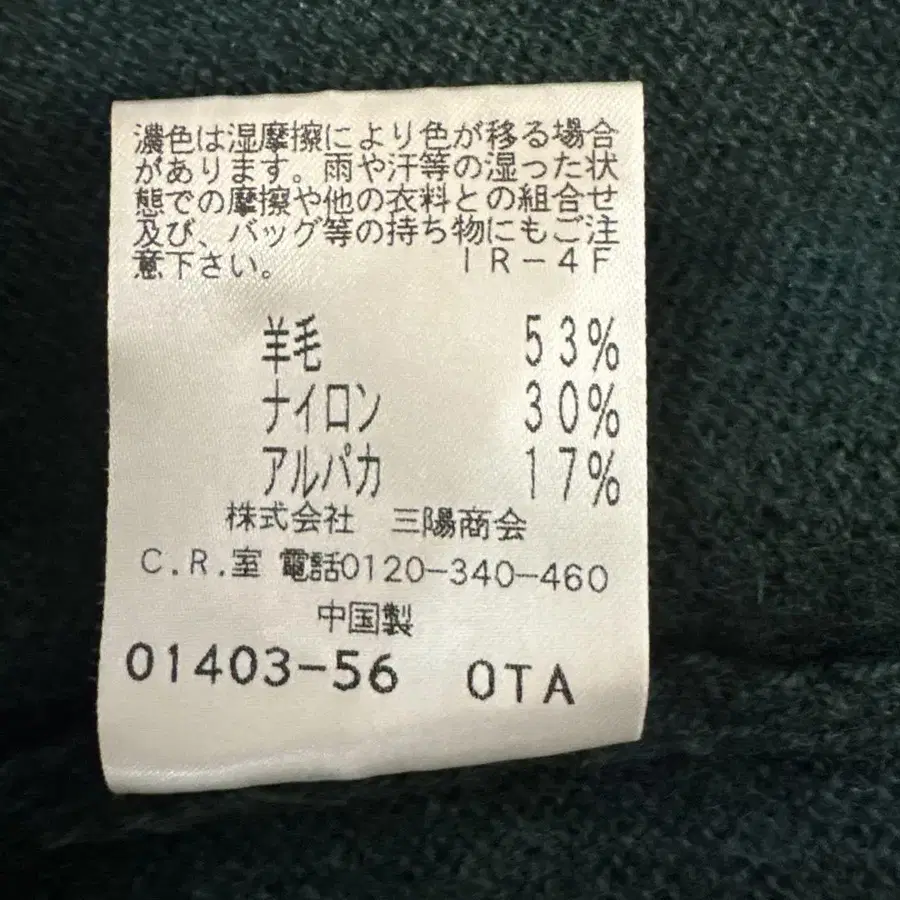 濃色は湿摩擦により色が移る場合
があります。雨や汗等の湿った状
態での摩擦や他の衣料との組合せ
及び、バッグ等の持ち物にもご注
意下さい。 IR-4F
羊毛 53%
ナイロン 30%
アルパカ 17%
株式会社 三陽商会
C.R.室 電話0120-340-460
中国製
01403-56 OTA